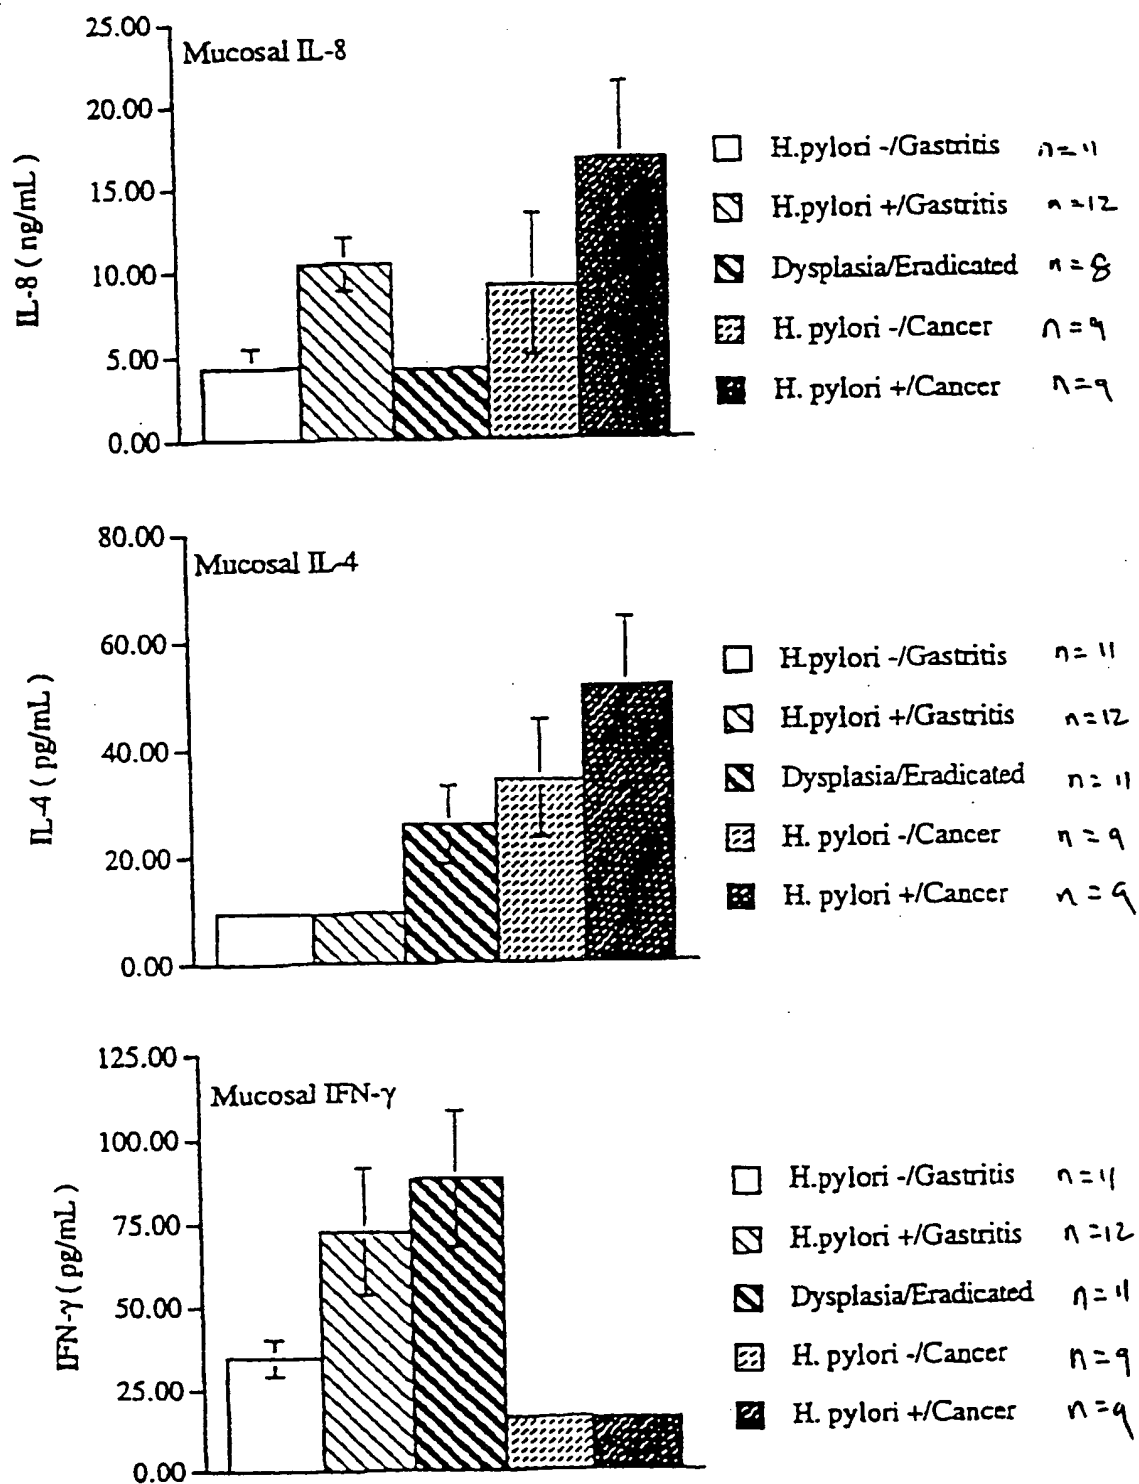 25.00
Mucosal IL-8
20.00
15.00
10.00
5.00
0.00
IL-8 ( ng/mL )
H.pylori -/Gastritis n=11
H.pylori +/Gastritis n=12
Dysplasia/Eradicated n=8
H. pylori -/Cancer n=9
H. pylori +/Cancer n=9
80.00
Mucosal IL-4
60.00
40.00
20.00
0.00
IL-4 ( pg/mL )
H.pylori -/Gastritis n=11
H.pylori +/Gastritis n=12
Dysplasia/Eradicated n=11
H. pylori -/Cancer n=9
H. pylori +/Cancer n=9
125.00
Mucosal IFN-γ
100.00
75.00
50.00
25.00
0.00
IFN-γ ( pg/mL )
H.pylori -/Gastritis n=11
H.pylori +/Gastritis n=12
Dysplasia/Eradicated n=11
H. pylori -/Cancer n=9
H. pylori +/Cancer n=9